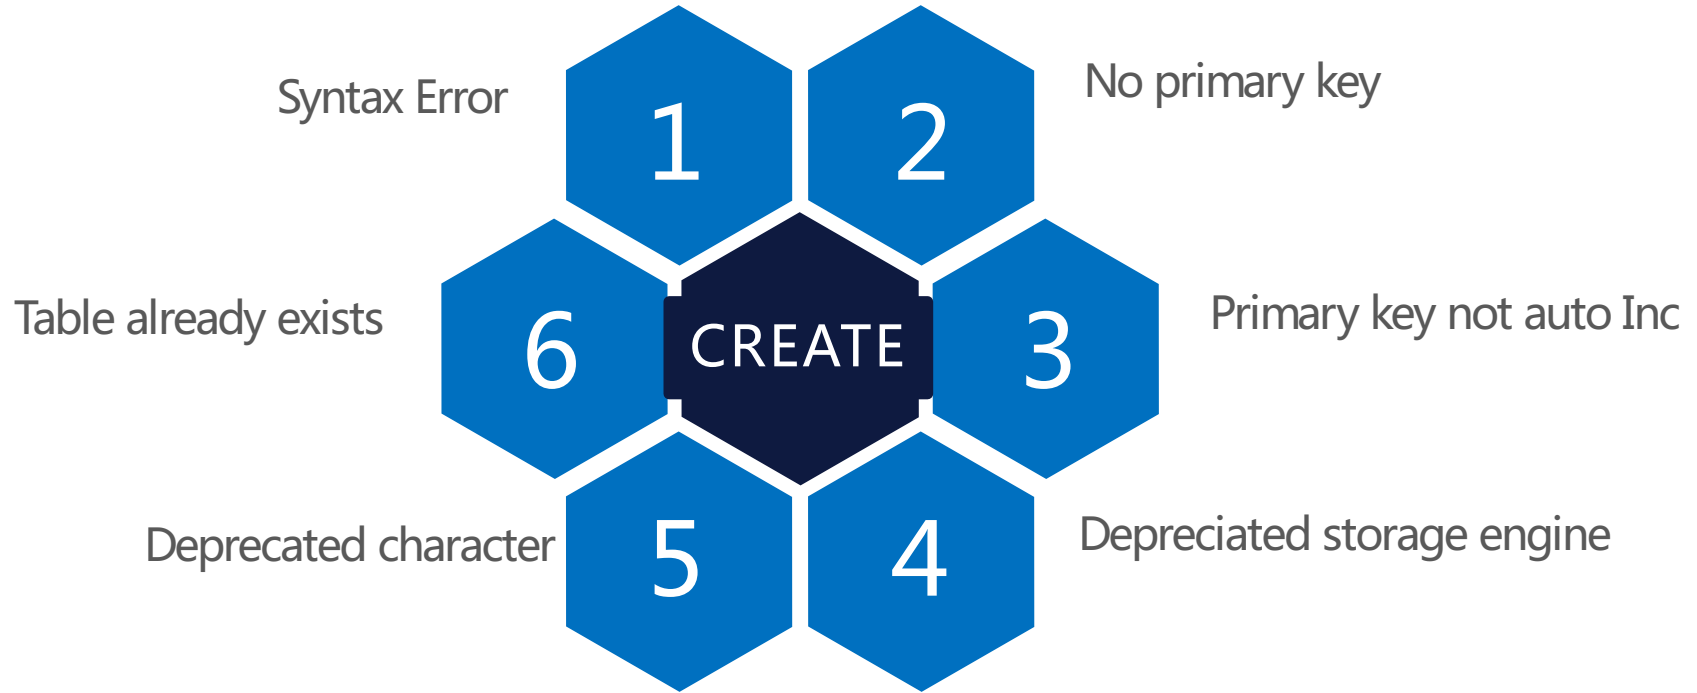 Syntax Error
1
2
No primary key
Table already exists
6
CREATE
3
Primary key not auto Inc
Deprecated character
5
4
Depreciated storage engine